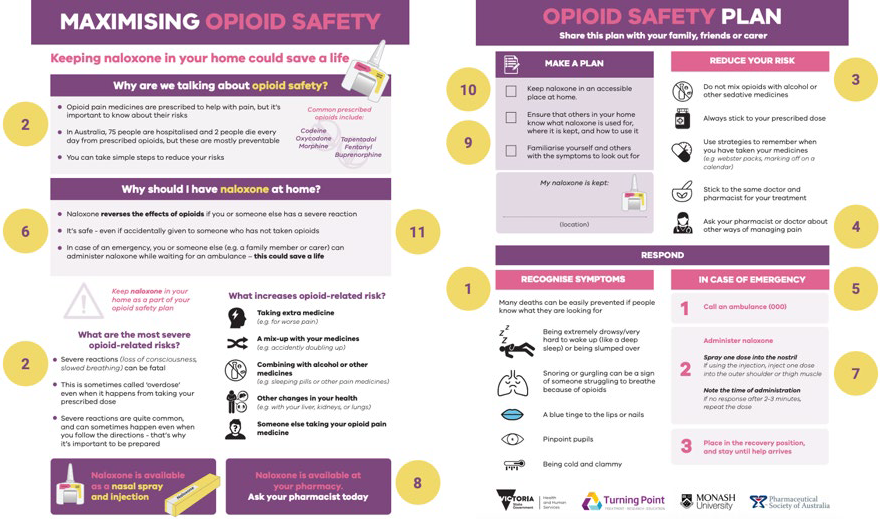 MAXIMISING OPIOID SAFETY
Keeping naloxone in your home could save a life
Why are we talking about opioid safety?
2
Opioid pain medicines are prescribed to help with pain, but it's
important to know about their risks
In Australia, 75 people are hospitalised and 2 people die every
day from prescribed opioids, but these are mostly preventable
You can take simple steps to reduce your risks
Common prescribed
opioids include:
Codeine
Oxycodone
Morphine
Tapentadol
Fentanyl
Buprenorphine
Why should I have naloxone at home?
6
Naloxone reverses the effects of opioids if you or someone else has a severe reaction
It's safe - even if accidentally given to someone who has not taken opioids
In case of an emergency, you or someone else (e.g. a family member or carer) can
administer naloxone while waiting for an ambulance – this could save a life
11
Keep naloxone in your
home as a part of your
opioid safety plan
What are the most severe
opioid-related risks?
2
Severe reactions (loss of consciousness,
slowed breathing) can be fatal
This is sometimes called 'overdose'
even when it happens from taking your
prescribed dose
Severe reactions are quite common,
and can sometimes happen even when
you follow the directions - that's why
it's important to be prepared
What increases opioid-related risk?
Taking extra medicine
(e.g. for worse pain)
A mix-up with your medicines
(e.g. accidently doubling up)
Combining with alcohol or other
medicines
(e.g. sleeping pills or other pain medicines)
Other changes in your health
(e.g. with your liver, kidneys, or lungs)
Someone else taking your opioid pain
medicine
Naloxone is available
as a nasal spray
and injection
Naloxone
Naloxone is available at
your pharmacy.
Ask your pharmacist today
8
OPIOID SAFETY PLAN
Share this plan with your family, friends or carer
MAKE A PLAN
10
Keep naloxone in an accessible
place at home.
9
Ensure that others in your home
know what naloxone is used for,
where it is kept, and how to use it
Familiarise yourself and others
with the symptoms to look out for
My naloxone is kept:
(location)
REDUCE YOUR RISK
3
Do not mix opioids with alcohol or
other sedative medicines
Always stick to your prescribed dose
Use strategies to remember when
you have taken your medicines
(e.g. webster packs, marking off on a
calendar)
Stick to the same doctor and
pharmacist for your treatment
Ask your pharmacist or doctor about
other ways of managing pain
4
RESPOND
RECOGNISE SYMPTOMS
1
Many deaths can be easily prevented if people
know what they are looking for
z z z
Being extremely drowsy/very
hard to wake up (like a deep
sleep) or being slumped over
Snoring or gurgling can be a sign
of someone struggling to breathe
because of opioids
A blue tinge to the lips or nails
Pinpoint pupils
Being cold and clammy
IN CASE OF EMERGENCY
5
1 Call an ambulance (000)
Administer naloxone
2
Spray one dose into the nostril
If using the injection, inject one dose
into the outer shoulder or thigh muscle
Note the time of administration
If no response after 2-3 minutes,
repeat the dose
7
3 Place in the recovery position,
and stay until help arrives
VICTORIA
State
Government
Health
and Human
Services
Turning Point
TREATMENT · RESEARCH · EDUCATION
MONASH
University
Pharmaceutical
Society of Australia